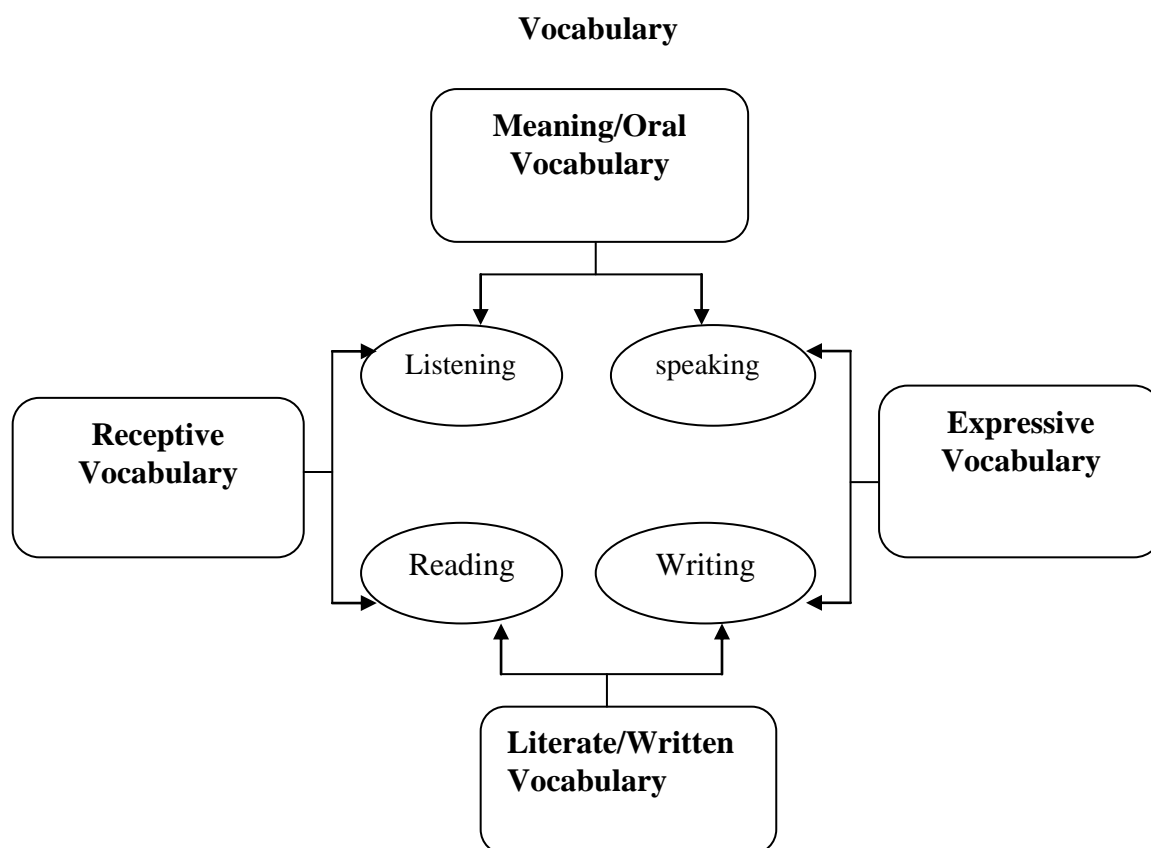 Vocabulary
Meaning/Oral
Vocabulary
Listening
speaking
Receptive
Vocabulary
Expressive
Vocabulary
Reading
Writing
Literate/Written
Vocabulary